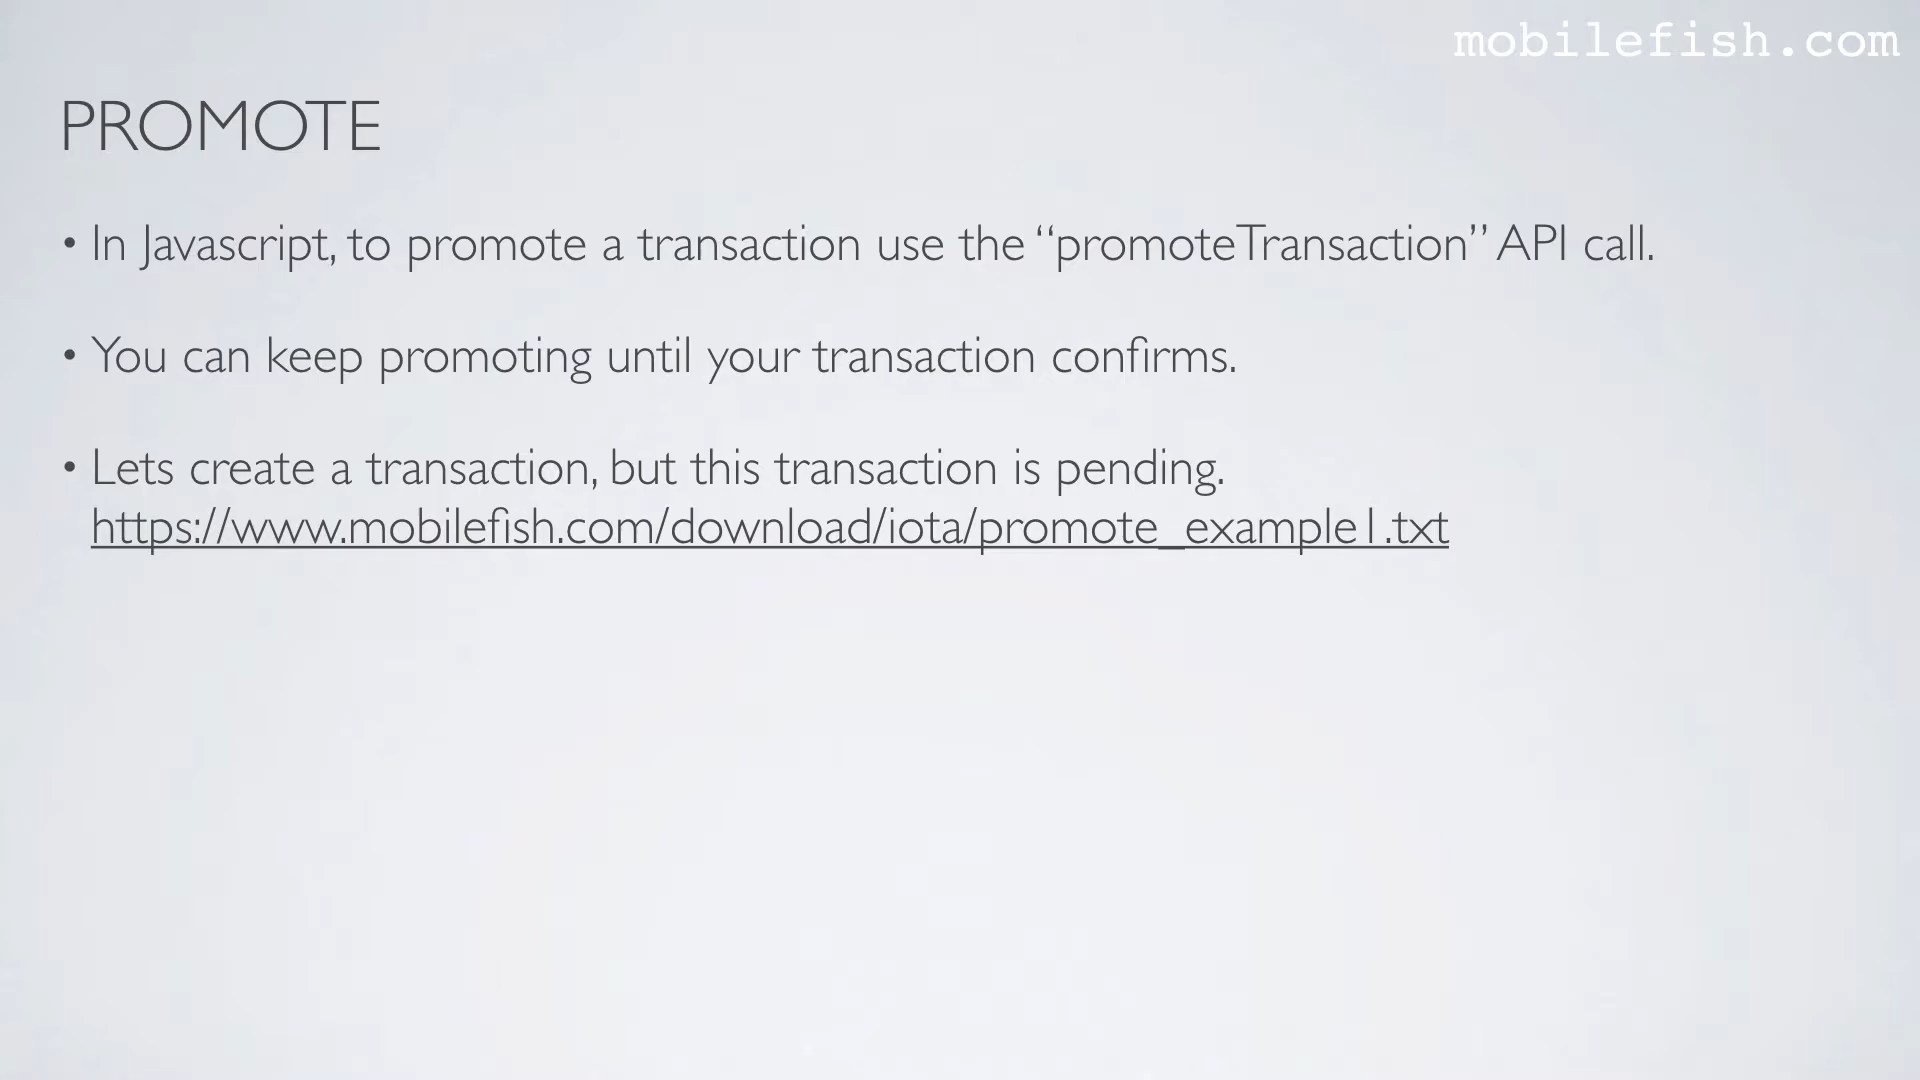 mobilefish.com
PROMOTE
• In Javascript, to promote a transaction use the “promoteTransaction” API call.
• You can keep promoting until your transaction confirms.
• Lets create a transaction, but this transaction is pending.
https://www.mobilefish.com/download/iota/promote_example1.txt